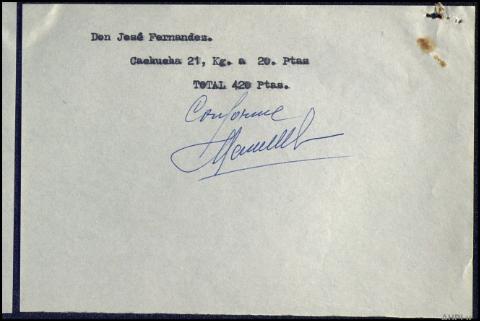 Don José Fernandez.
Cachucha 21, Kg. a 20. Ptas
TOTAL 420 Ptas.
Conforme